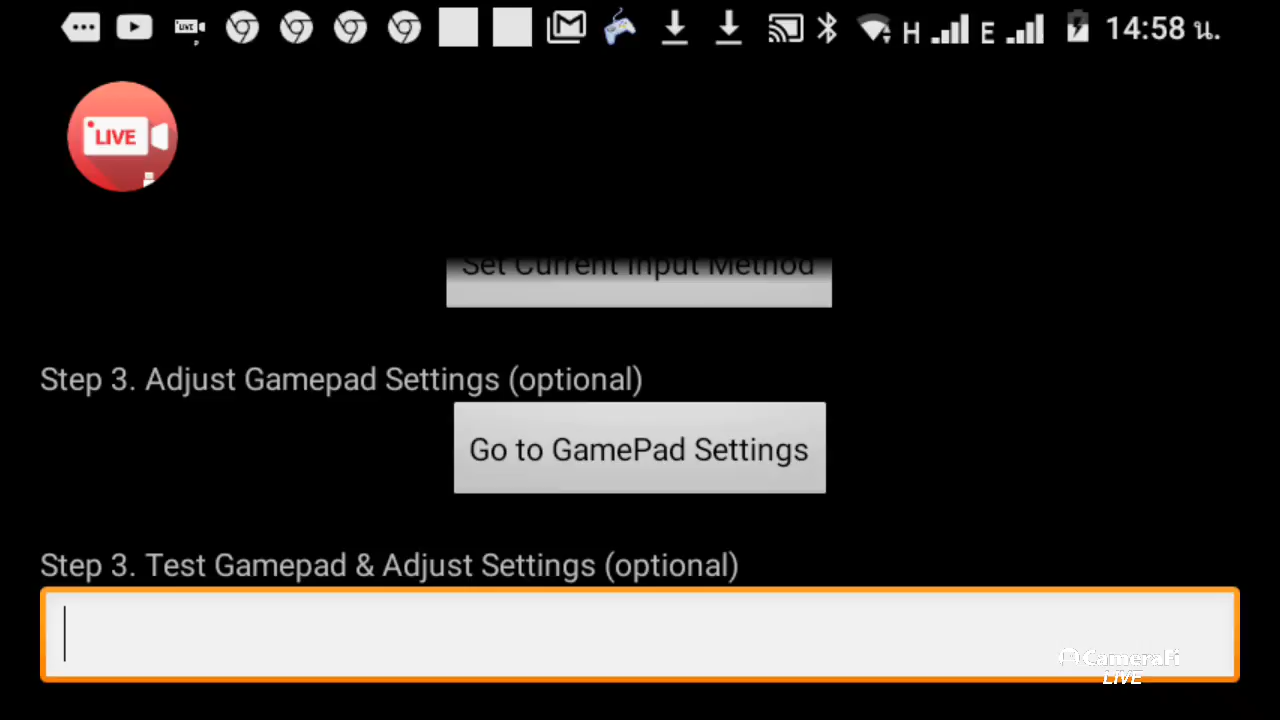 LIVE
H
E
14:58 น.
LIVE
Set Current Input Method
Step 3. Adjust Gamepad Settings (optional)
Go to GamePad Settings
Step 3. Test Gamepad & Adjust Settings (optional)
CameraFi
LIVE